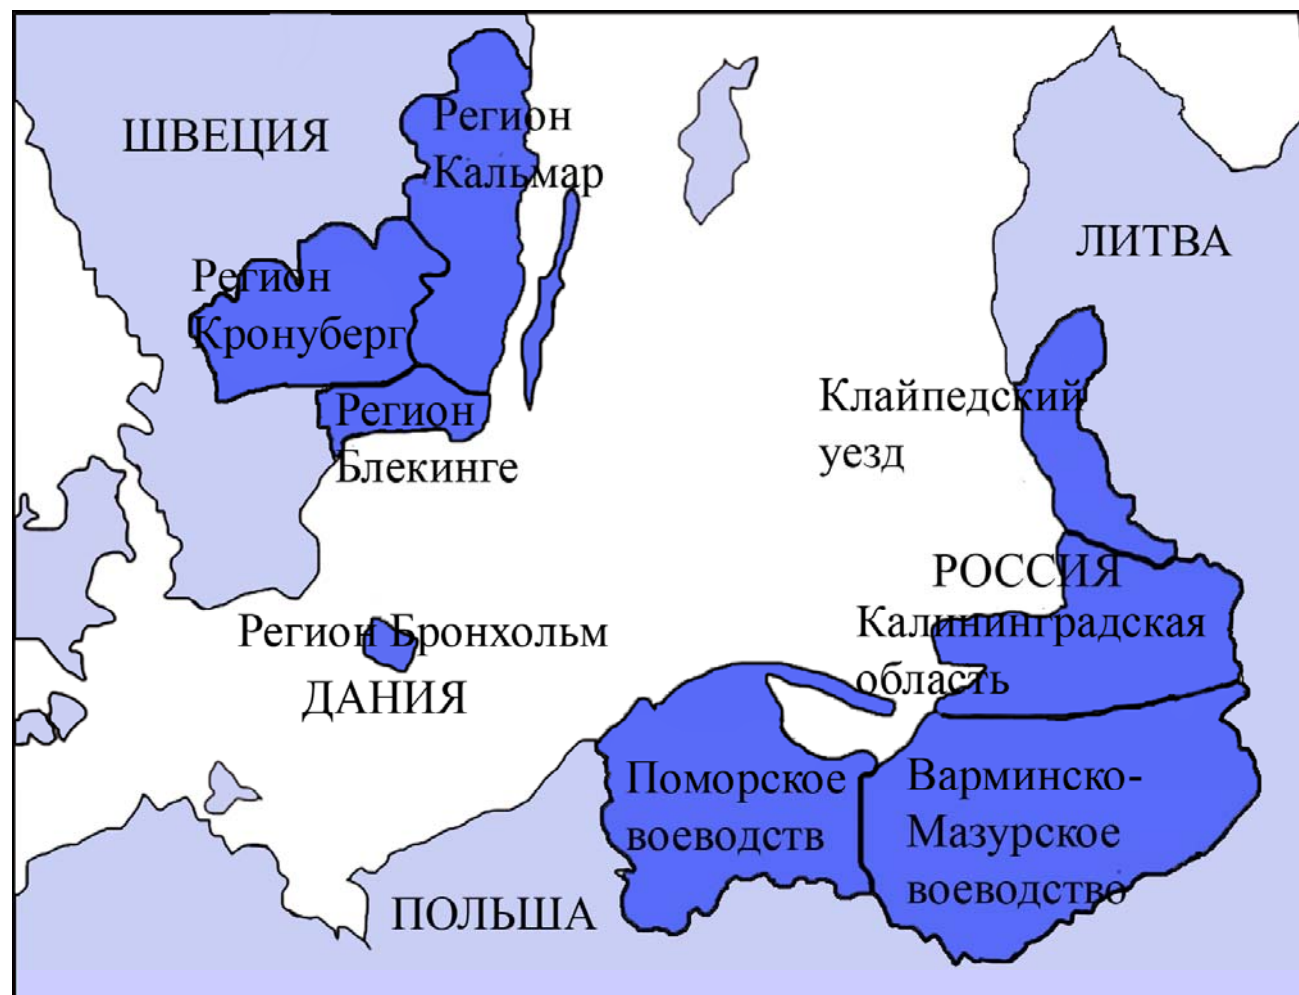 ШВЕЦИЯ
Регион
Кальмар
ЛИТВА
Регион
Кронуберг
Регион
Блекинге
Клайпедский
уезд
РОССИЯ
Калининградская
область
Регион Бронхольм
ДАНИЯ
Поморское
воеводств
Варминско-
Мазурское
воеводство
ПОЛЬША